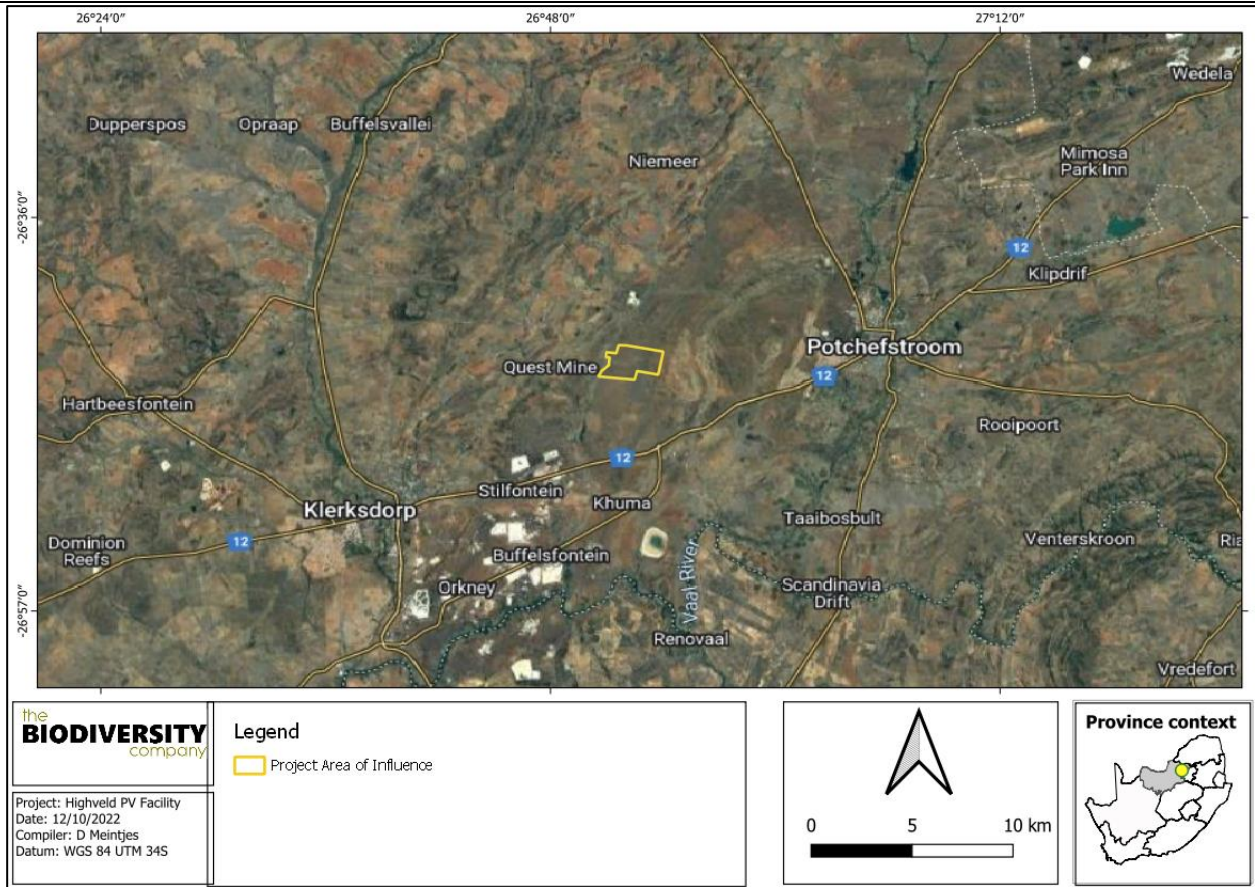 26°24'0"
26°48'0"
27°12'0"
Wedela
Dupperspos
Opraap
Buffelsvallei
Niemeer
Mimosa
Park Inn
-26°36'0"
12
Klipdrif
Potchefstroom
Quest Mine
12
Hartbeesfontein
Rooipoort
12
Stilfontein
Khuma
Klerksdorp
Taaibosbult
12
Dominion
Reefs
Buffelsfontein
Venterskroon
Ria
Orkney
Vaal River
Scandinavia
Drift
-26°57'0"
Renovaal
Vredefort
the
BIODIVERSITY
company
Project: Highveld PV Facility
Date: 12/10/2022
Compiler: D Meintjes
Datum: WGS 84 UTM 34S
Legend
Project Area of Influence
0 5 10 km
Province context